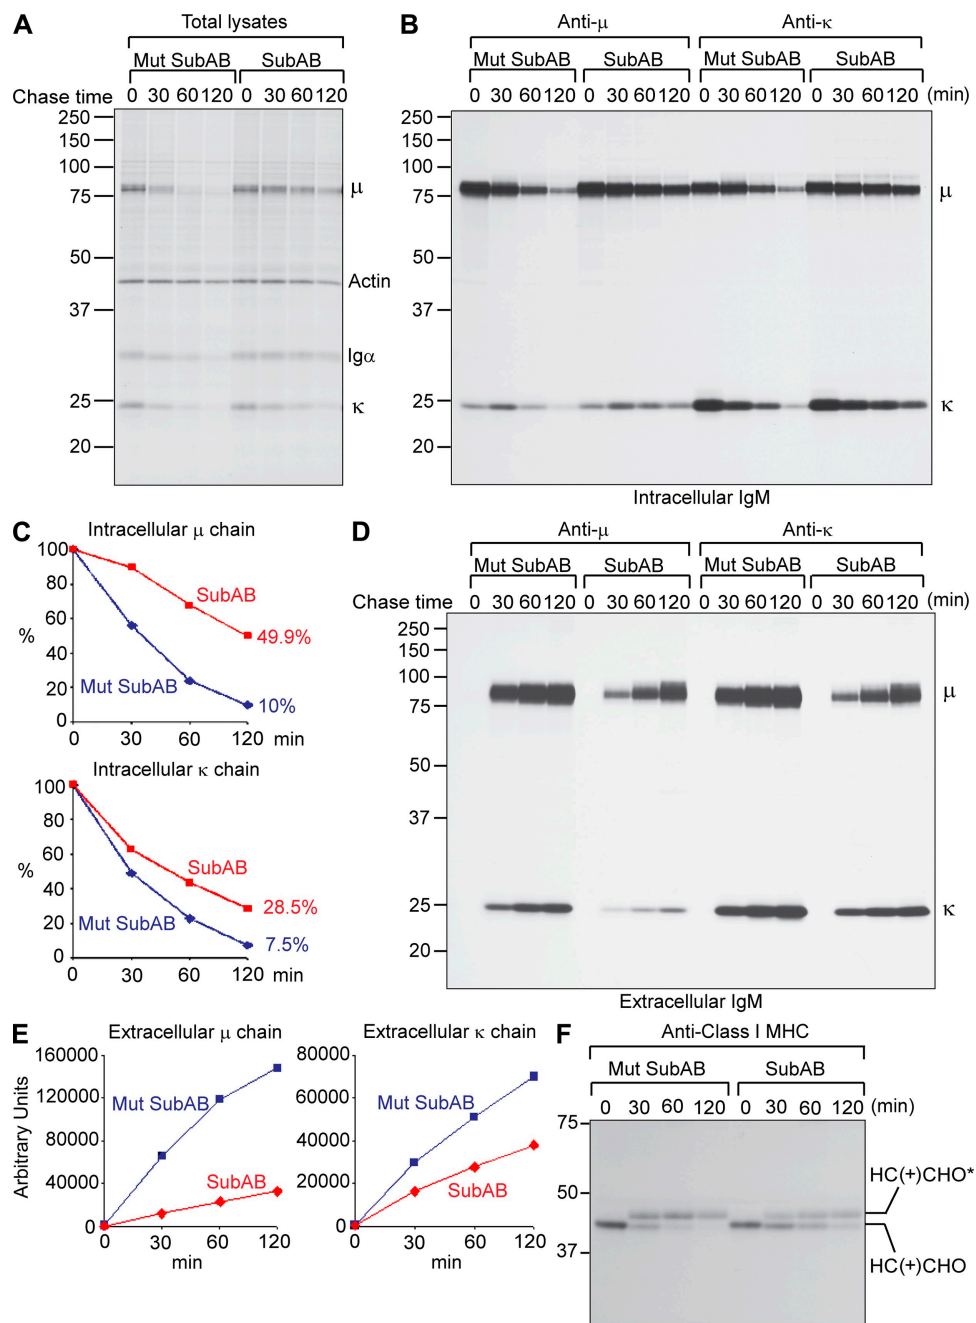 A
Total lysates
Mut SubAB SubAB
Chase time 0 30 60 120 0 30 60 120
250
150
100
75
50
37
25
20
μ
Actin
Igα
κ
B
Anti-μ Anti-κ
Mut SubAB SubAB Mut SubAB SubAB
0 30 60 120 0 30 60 120 0 30 60 120 0 30 60 120 (min)
250
150
100
75
50
37
25
20
μ
κ
Intracellular IgM
C
Intracellular μ chain
100
80
60
40
20
0
%
SubAB
49.9%
Mut SubAB
10%
0 30 60 120 min
Intracellular κ chain
100
80
60
40
20
0
%
SubAB
28.5%
Mut SubAB
7.5%
0 30 60 120 min
D
Anti-μ Anti-κ
Mut SubAB SubAB Mut SubAB SubAB
Chase time 0 30 60 120 0 30 60 120 0 30 60 120 0 30 60 120 (min)
250
150
100
75
50
37
25
20
μ
κ
Extracellular IgM
E
Extracellular μ chain
Arbitrary Units
160000
120000
80000
40000
0
Mut SubAB
SubAB
0 30 60 120
min
Extracellular κ chain
80000
60000
40000
20000
0
Mut SubAB
SubAB
0 30 60 120
min
F
Anti-Class I MHC
Mut SubAB SubAB
0 30 60 120 0 30 60 120 (min)
75
50
37
HC(+)CHO*
HC(+)CHO